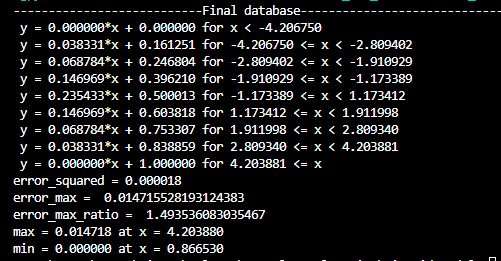 ------------------------Final database------------------------
y = 0.000000*x + 0.000000 for x < -4.206750
y = 0.038331*x + 0.161251 for -4.206750 <= x < -2.809402
y = 0.068784*x + 0.246804 for -2.809402 <= x < -1.910929
y = 0.146969*x + 0.396210 for -1.910929 <= x < -1.173389
y = 0.235433*x + 0.500013 for -1.173389 <= x < 1.173412
y = 0.146969*x + 0.603818 for 1.173412 <= x < 1.911998
y = 0.068784*x + 0.753307 for 1.911998 <= x < 2.809340
y = 0.038331*x + 0.838859 for 2.809340 <= x < 4.203881
y = 0.000000*x + 1.000000 for 4.203881 <= x
error_squared = 0.000018
error_max =  0.014715528193124383
error_max_ratio =  1.493536083035467
max = 0.014718 at x = 4.203880
min = 0.000000 at x = 0.866530